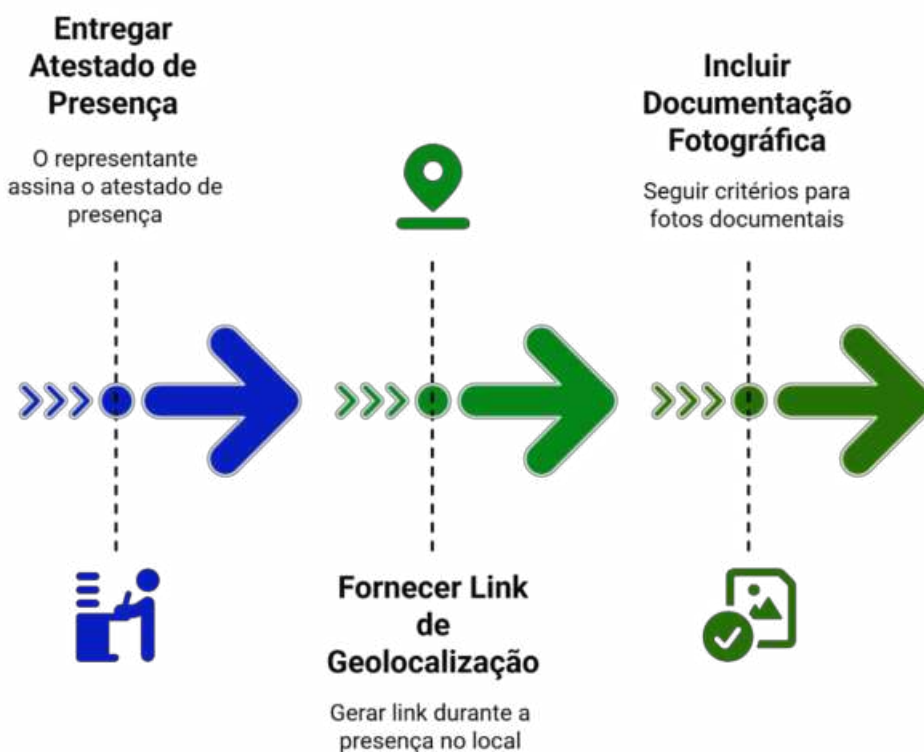 Entregar
Atestado de
Presença
O representante
assina o atestado de
presença
Fornecer Link
de
Geolocalização
Gerar link durante a
presença no local
Incluir
Documentação
Fotográfica
Seguir critérios para
fotos documentais